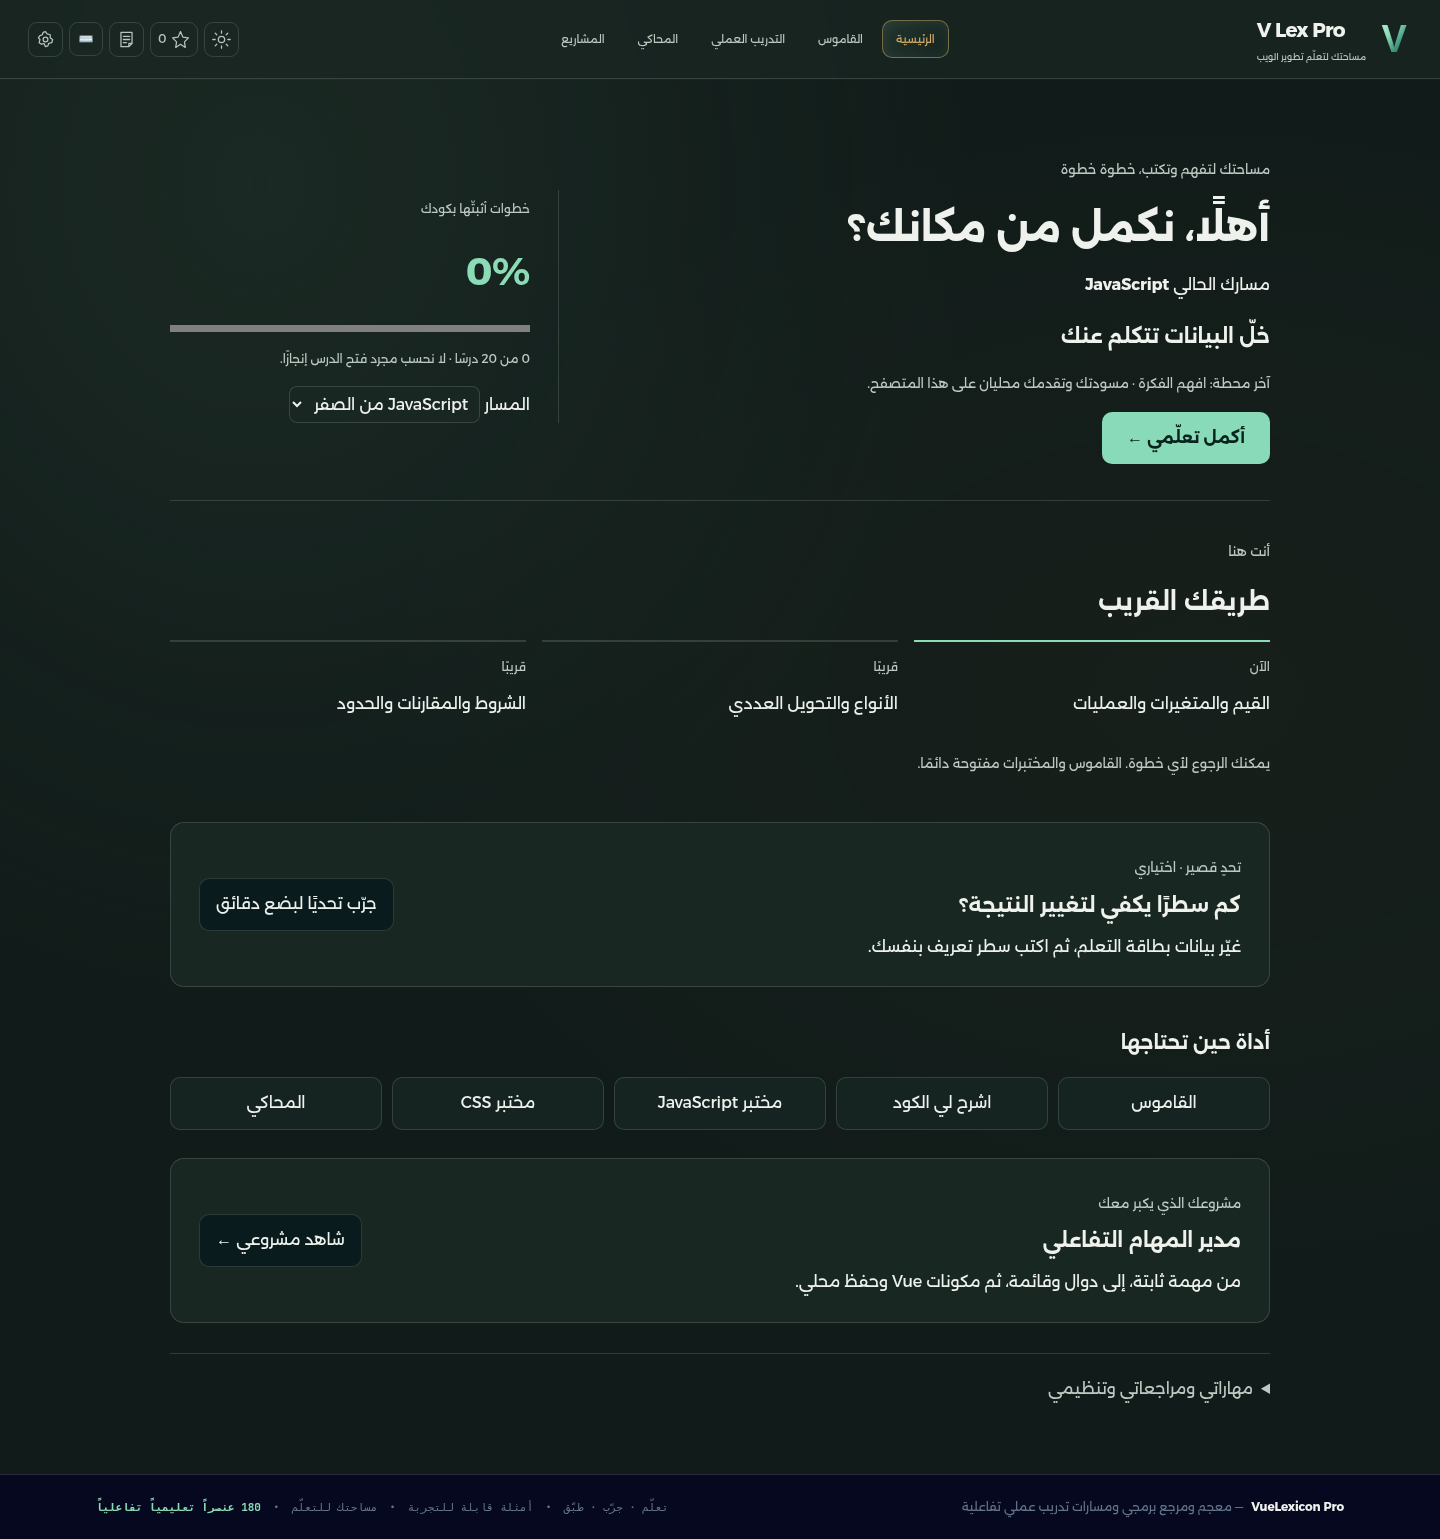 V
V Lex Pro
مساحتك لتعلّم تطوير الويب
الرئيسية
القاموس
التدريب العملي
المحاكي
المشاريع
0
مساحتك لتفهم وتكتب، خطوة خطوة
أهلًا، نكمل من مكانك؟
مسارك الحالي JavaScript
خلّ البيانات تتكلم عنك
آخر محطة: افهم الفكرة · مسودتك وتقدمك محليان على هذا المتصفح.
أكمل تعلّمي ←
خطوات أثبتّها بكودك
0%
0 من 20 درسًا · لا نحسب مجرد فتح الدرس إنجازًا.
المسار JavaScript من الصفر
أنت هنا
طريقك القريب
الآن
القيم والمتغيرات والعمليات
قريبًا
الأنواع والتحويل العددي
قريبًا
الشروط والمقارنات والحدود
يمكنك الرجوع لأي خطوة. القاموس والمختبرات مفتوحة دائمًا.
تحدٍ قصير · اختياري
كم سطرًا يكفي لتغيير النتيجة؟
غيّر بيانات بطاقة التعلم، ثم اكتب سطر تعريف بنفسك.
جرّب تحديًا لبضع دقائق
أداة حين تحتاجها
القاموس
اشرح لي الكود
مختبر JavaScript
مختبر CSS
المحاكي
مشروعك الذي يكبر معك
مدير المهام التفاعلي
من مهمة ثابتة، إلى دوال وقائمة، ثم مكونات Vue وحفظ محلي.
شاهد مشروعي ←
مهاراتي ومراجعاتي وتنظيمي
VueLexicon Pro — معجم ومرجع برمجي ومسارات تدريب عملي تفاعلية
تعلّم · جرّب · طبّق • أمثلة قابلة للتجربة • مساحتك للتعلّم • 180 عنصراً تعليمياً تفاعلياً